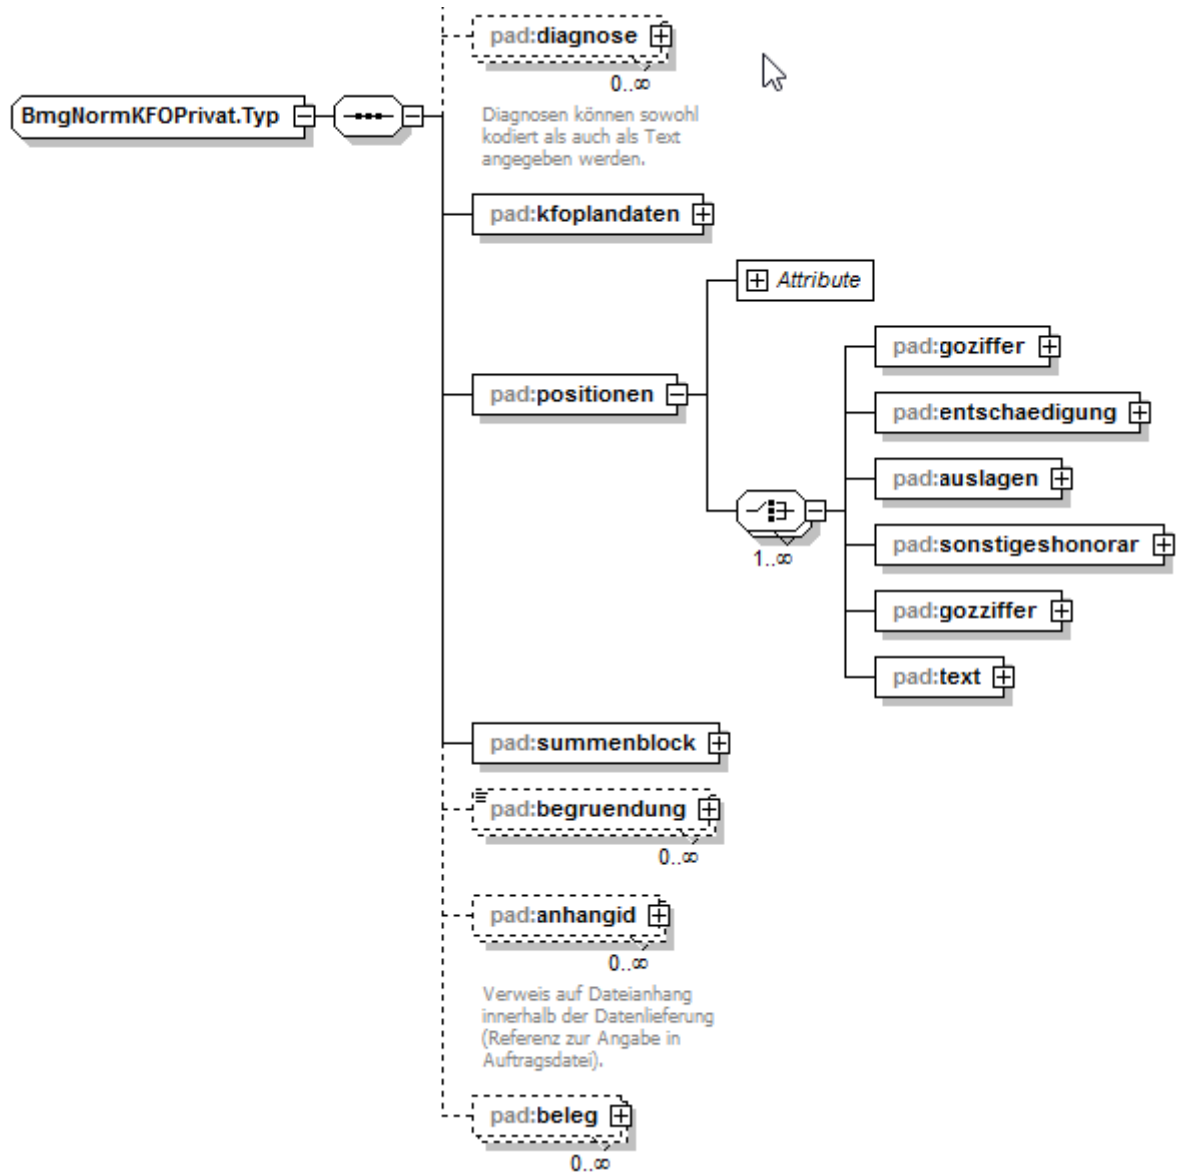 pad:diagnose
0..∞
BmgNormKFOPrivat.Typ
Diagnosen können sowohl
kodiert als auch als Text
angegeben werden.
pad:kfoplandaten
Attribute
pad:positionen
pad:goziffer
pad:entschaedigung
pad:auslagen
pad:sonstigeshonorar
1..∞
pad:gozziffer
pad:text
pad:summenblock
pad:begruendung
0..∞
pad:anhangid
0..∞
Verweis auf Dateianhang
innerhalb der Datenlieferung
(Referenz zur Angabe in
Auftragsdatei).
pad:beleg
0..∞